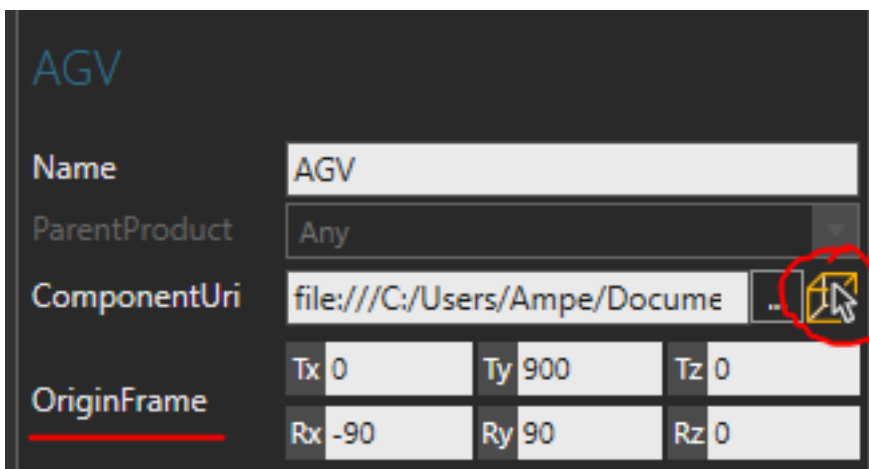 AGV
Name AGV
ParentProduct Any
ComponentUri file:///C:/Users/Ampe/Docume ...
OriginFrame
Tx 0 Ty 900 Tz 0
Rx -90 Ry 90 Rz 0